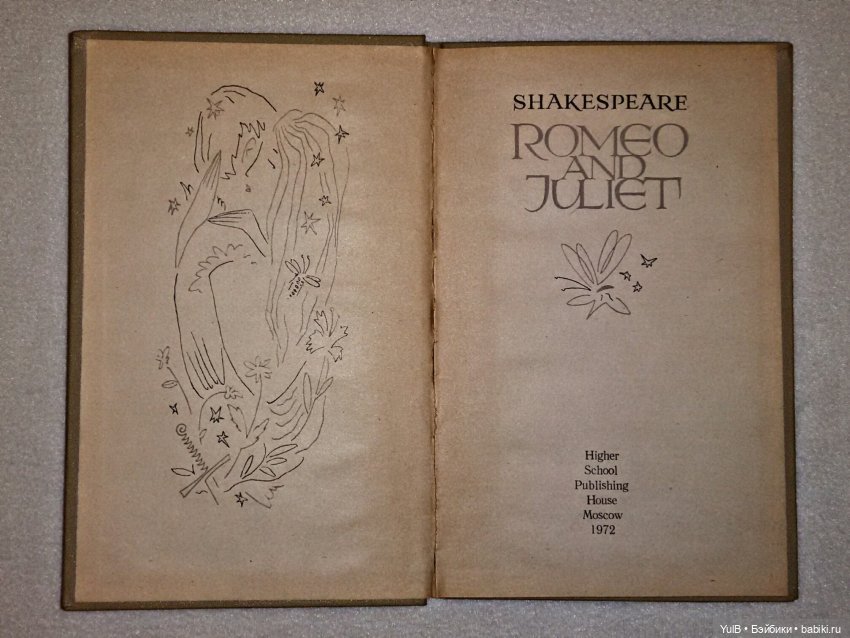 SHAKESPEARE
ROMEO
AND
JULIET
Higher
School
Publishing
House
Moscow
1972
YulB • Бэйбики • babiki.ru